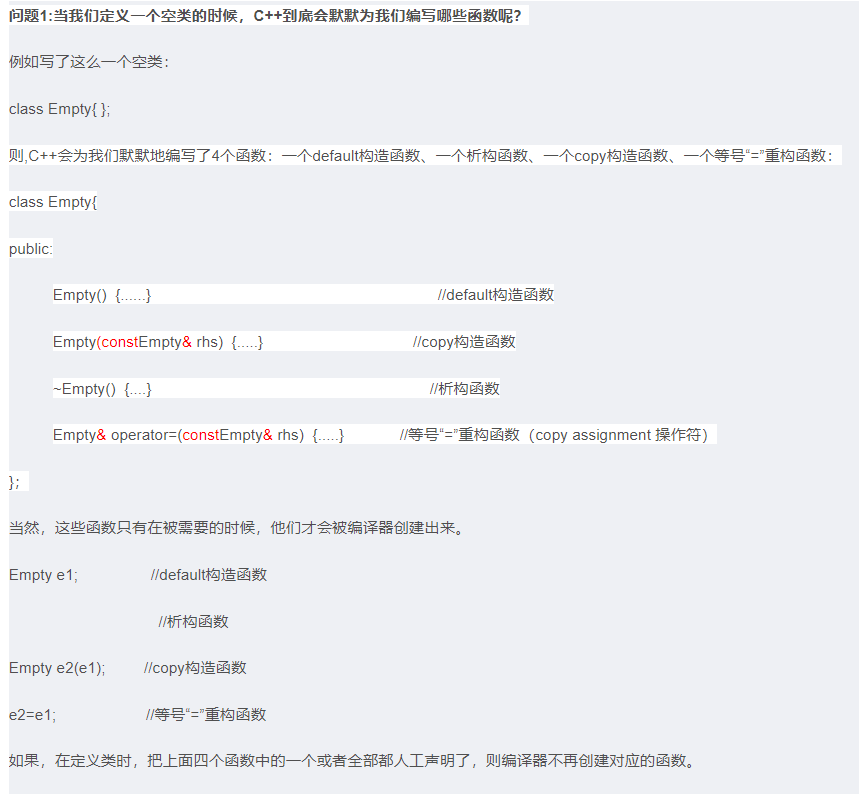 问题1:当我们定义一个空类的时候，C++到底会默默为我们编写哪些函数呢？
例如写了这么一个空类：
class Empty{ };
则,C++会为我们默默地编写了4个函数：一个default构造函数、一个析构函数、一个copy构造函数、一个等号“=”重构函数：
class Empty{
public:
Empty() {......} //default构造函数
Empty(constEmpty& rhs) {.....} //copy构造函数
~Empty() {....} //析构函数
Empty& operator=(constEmpty& rhs) {.....} //等号“=”重构函数（copy assignment 操作符）
};
当然，这些函数只有在被需要的时候，他们才会被编译器创建出来。
Empty e1; //default构造函数
//析构函数
Empty e2(e1); //copy构造函数
e2=e1; //等号“=”重构函数
如果，在定义类时，把上面四个函数中的一个或者全部都人工声明了，则编译器不再创建对应的函数。